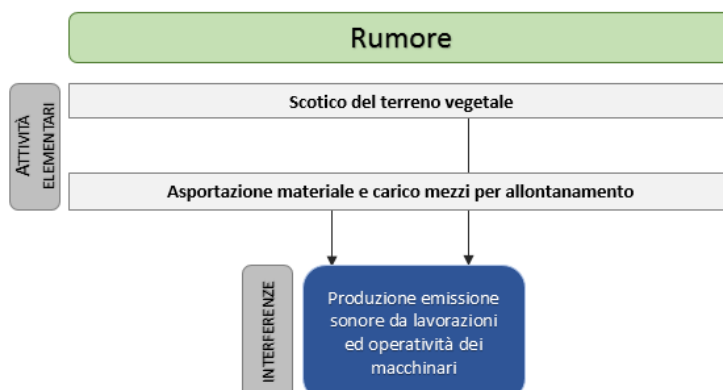 Rumore
Scotico del terreno vegetale
ATTIVITÀ
ELEMENTARI
Asportazione materiale e carico mezzi per allontanamento
INTERFERENZE
Produzione emissione
sonore da lavorazioni
ed operatività dei
macchinari